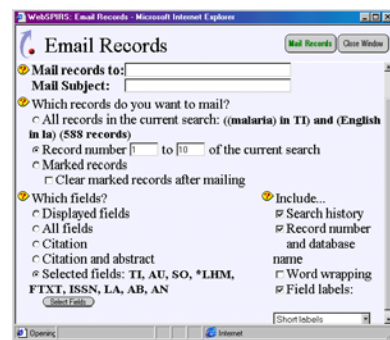 WebSPIRS: Email Records - Microsoft Internet Explorer
Email Records
Mail Records
Close Window
Mail records to:
Mail Subject:
Which records do you want to mail?
All records in the current search: ((malaria) in TI) and (English
in la) (588 records)
Record number 1 to 10 of the current search
Marked records
Clear marked records after mailing
Which fields?
Displayed fields
All fields
Citation
Citation and abstract
Selected fields: TI, AU, SO, *LHM,
FTXT, ISSN, LA, AB, AN
Select Fields
Include...
Search history
Record number
and database
name
Word wrapping
Field labels:
Short labels
Opening
Internet